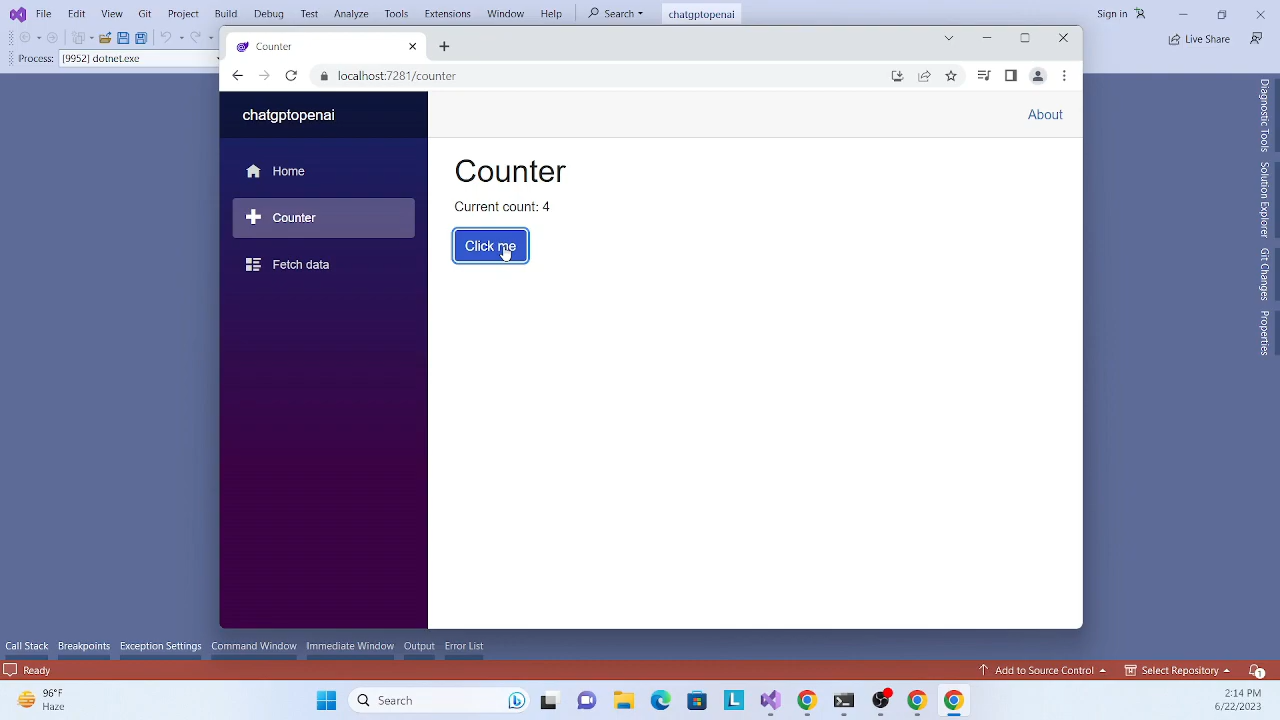 File Edit View Git Project Build Debug Test Analyze Tools Extensions Window Help Search chatgptopenai Sign in
Process: [9952] dotnet.exe
Live Share
Counter
localhost:7281/counter
chatgptopenai
About
Home
Counter
Fetch data
Counter
Current count: 4
Click me
Diagnostic Tools
Solution Explorer
Git Changes
Properties
Call Stack Breakpoints Exception Settings Command Window Immediate Window Output Error List
Ready
Add to Source Control Select Repository 1
96°F
Haze
Search
L
2:14 PM
6/22/2023